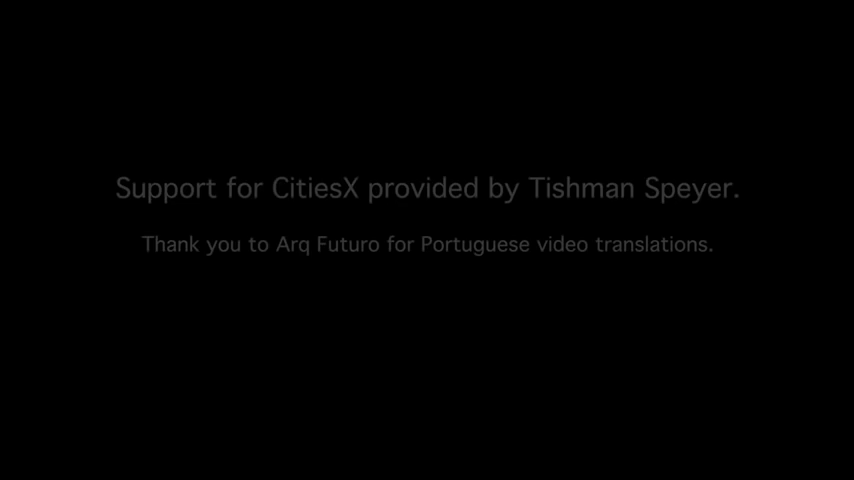 Support for CitiesX provided by Tishman Speyer.
Thank you to Arq Futuro for Portuguese video translations.